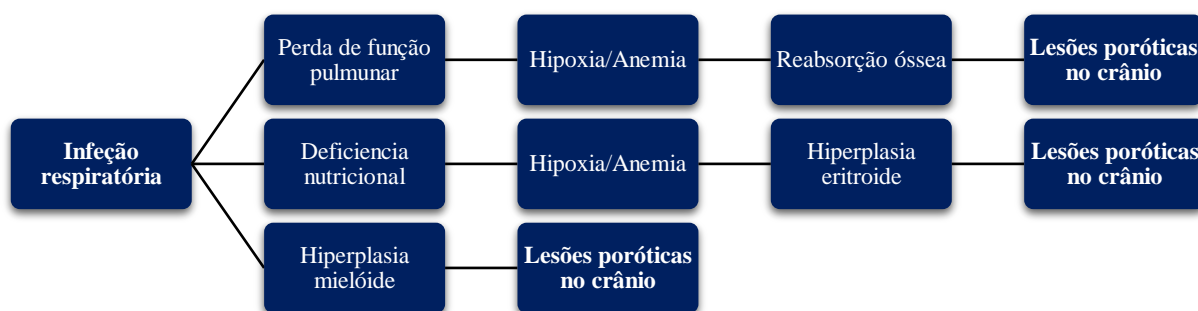 Perda de função
pulmunar
Hipoxia/Anemia
Reabsorção óssea
Lesões poróticas
no crânio
Infeção
respiratória
Deficiencia
nutricional
Hipoxia/Anemia
Hiperplasia
eritroide
Lesões poróticas
no crânio
Hiperplasia
mielóide
Lesões poróticas
no crânio